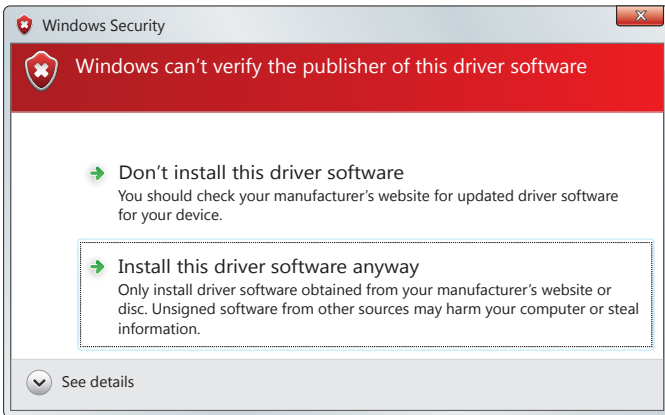 Windows Security
Windows can't verify the publisher of this driver software
Don't install this driver software
You should check your manufacturer's website for updated driver software
for your device.
Install this driver software anyway
Only install driver software obtained from your manufacturer's website or
disc. Unsigned software from other sources may harm your computer or steal
information.
See details